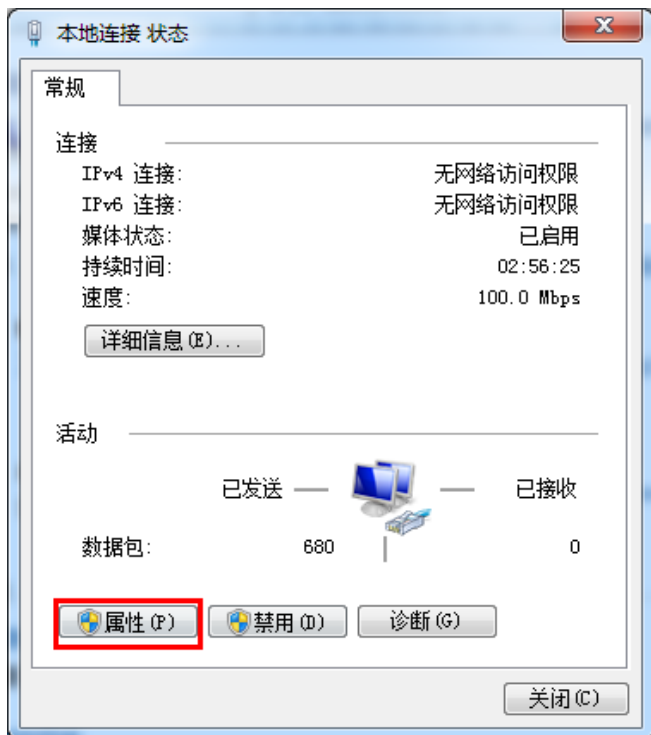 本地连接 状态
常规
连接
IPv4 连接: 无网络访问权限
IPv6 连接: 无网络访问权限
媒体状态: 已启用
持续时间: 02:56:25
速度: 100.0 Mbps
详细信息(E)...
活动
已发送 — — 已接收
数据包: 680 0
属性(P) 禁用(D) 诊断(G)
关闭(C)